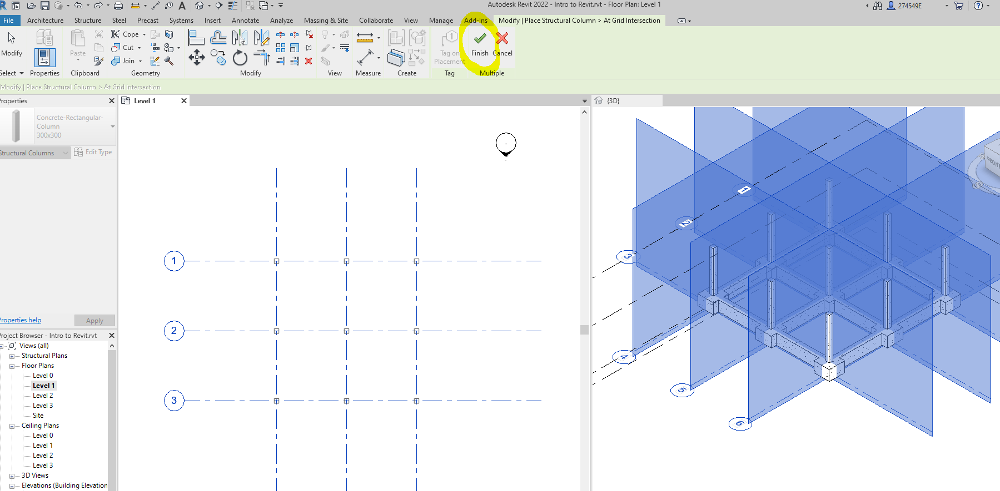 Autodesk Revit 2022 - Intro to Revit.rvt - Floor Plan: Level 1
274549E
File Architecture Structure Steel Precast Systems Insert Annotate Analyze Massing & Site Collaborate View Manage Add-Ins Modify | Place Structural Column > At Grid Intersection
Modify
Paste
Cope
Cut
Join
Tag on
Placement
Finish Cancel
Select Properties Clipboard Geometry Modify View Measure Create Tag Multiple
Modify | Place Structural Column > At Grid Intersection
Properties
Concrete-Rectangular-
Column
300x300
Structural Columns Edit Type
Properties help Apply
Project Browser - Intro to Revit.rvt
Views (all)
Structural Plans
Floor Plans
Level 0
Level 1
Level 2
Level 3
Site
Ceiling Plans
Level 0
Level 1
Level 2
Level 3
3D Views
Elevations (Building Elevation
Level 1
1
2
3
{3D}
FRONT
1
2
3
4
5
6